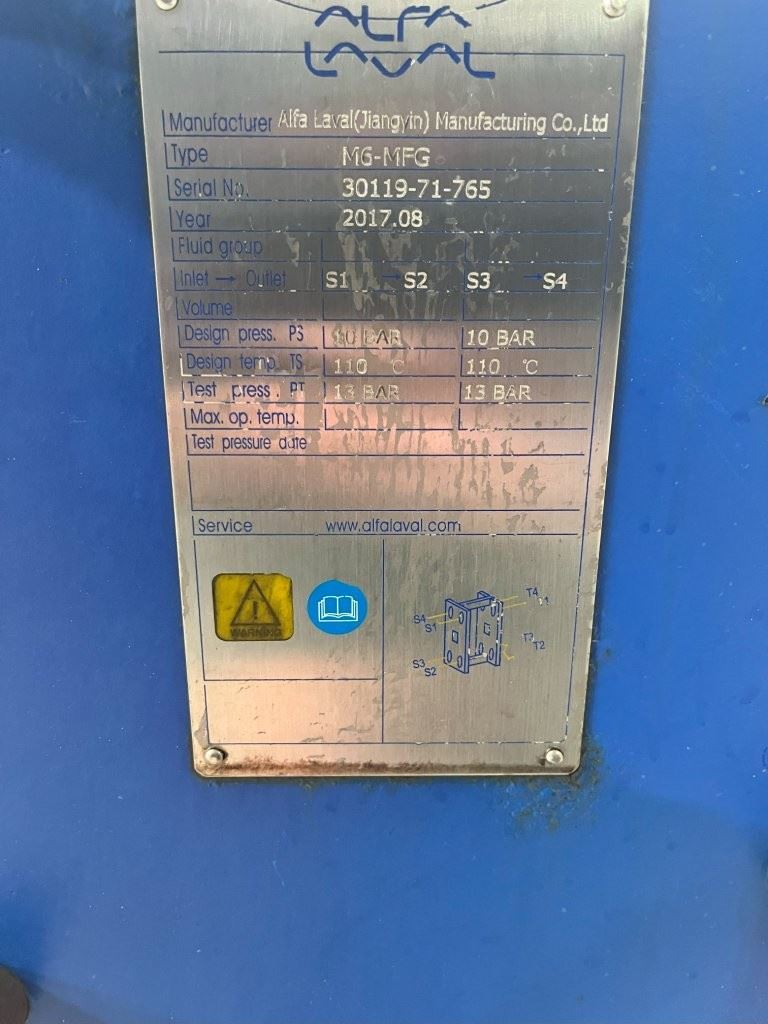 ALFA
LAVAL
Manufacturer Alfa Laval(Jiangyin) Manufacturing Co.,Ltd
Type M6-MFG
Serial No. 30119-71-765
Year 2017.08
Fluid group
Inlet → Outlet S1 → S2 S3 → S4
Volume
Design press. PS 10 BAR 10 BAR
Design temp. TS 110 °C 110 °C
Test press. PT 13 BAR 13 BAR
Max. op. temp.
Test pressure date
Service www.alfalaval.com
WARNING
T4
T1
S4
S1
T3
T2
S3
S2